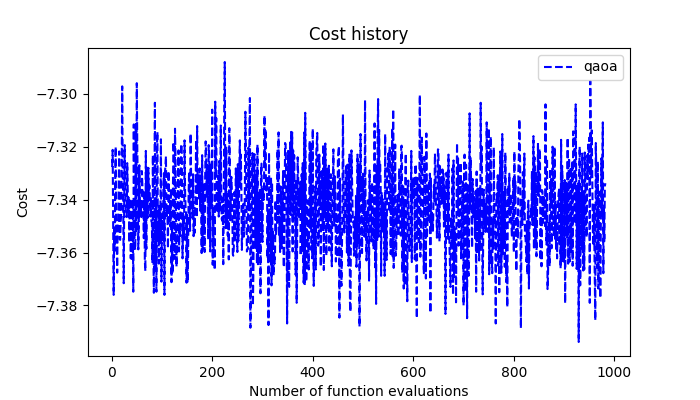 Cost history
qaoa
−7.30
−7.32
−7.34
−7.36
−7.38
Cost
0 200 400 600 800 1000
Number of function evaluations